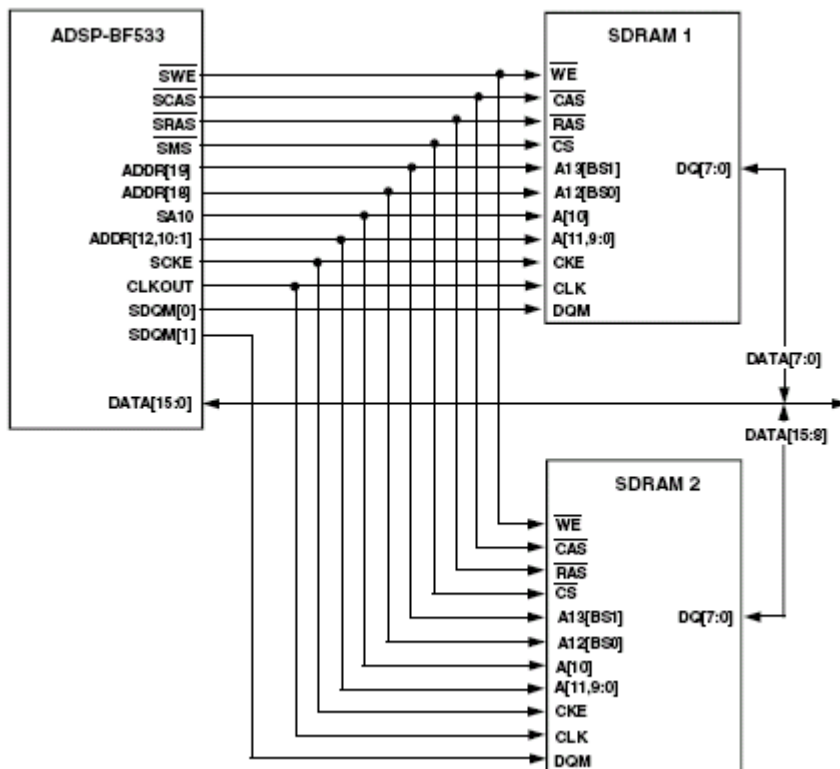 ADSP-BF533
SWE
SCAS
SRAS
SMS
ADDR[19]
ADDR[18]
SA10
ADDR[12,10:1]
SCKE
CLKOUT
SDQM[0]
SDQM[1]
DATA[15:0]
SDRAM 1
WE
CAS
RAS
CS
A13[BS1]
DQ[7:0]
A12[BS0]
A[10]
A[11,9:0]
CKE
CLK
DQM
DATA[7:0]
DATA[15:8]
SDRAM 2
WE
CAS
RAS
CS
A13[BS1]
DQ[7:0]
A12[BS0]
A[10]
A[11,9:0]
CKE
CLK
DQM